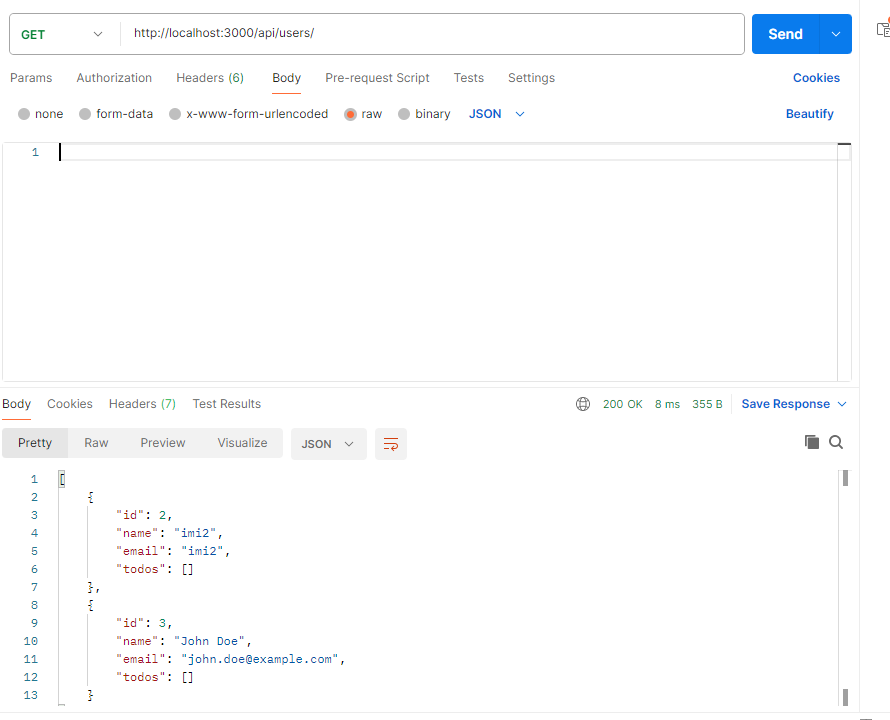 GET http://localhost:3000/api/users/ Send
Params Authorization Headers (6) Body Pre-request Script Tests Settings Cookies
none form-data x-www-form-urlencoded raw binary JSON Beautify
1
Body Cookies Headers (7) Test Results 200 OK 8 ms 355 B Save Response
Pretty Raw Preview Visualize JSON
1 [
2 {
3 "id": 2,
4 "name": "imi2",
5 "email": "imi2",
6 "todos": []
7 },
8 {
9 "id": 3,
10 "name": "John Doe",
11 "email": "john.doe@example.com",
12 "todos": []
13 }